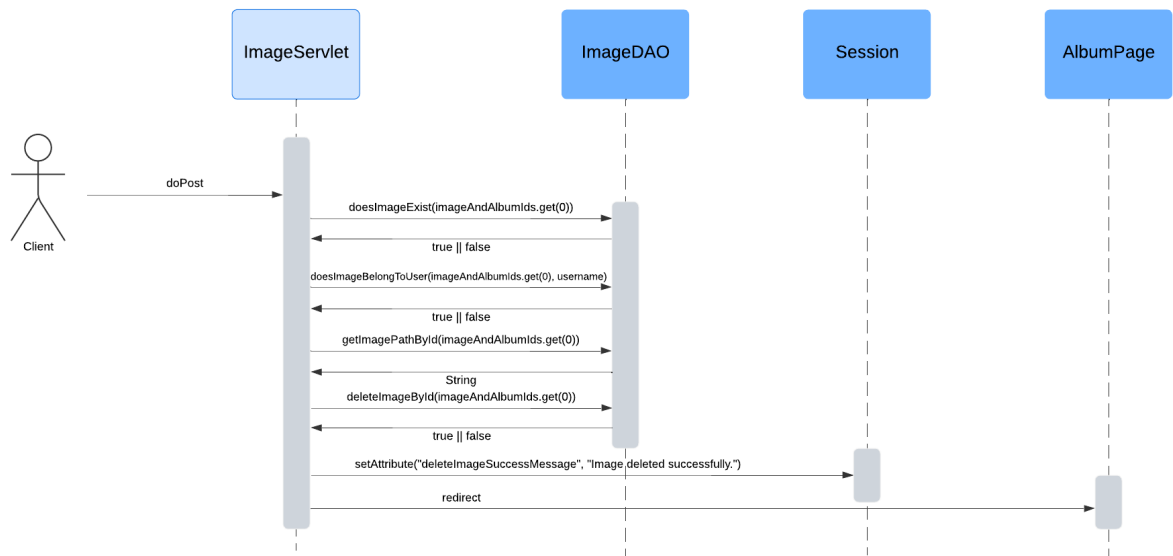 ImageServlet
ImageDAO
Session
AlbumPage
doPost
Client
doesImageExist(imageAndAlbumIds.get(0))
true || false
doesImageBelongToUser(imageAndAlbumIds.get(0), username)
true || false
getImagePathById(imageAndAlbumIds.get(0))
String
deleteImageById(imageAndAlbumIds.get(0))
true || false
setAttribute("deleteImageSuccessMessage", "Image deleted successfully.")
redirect